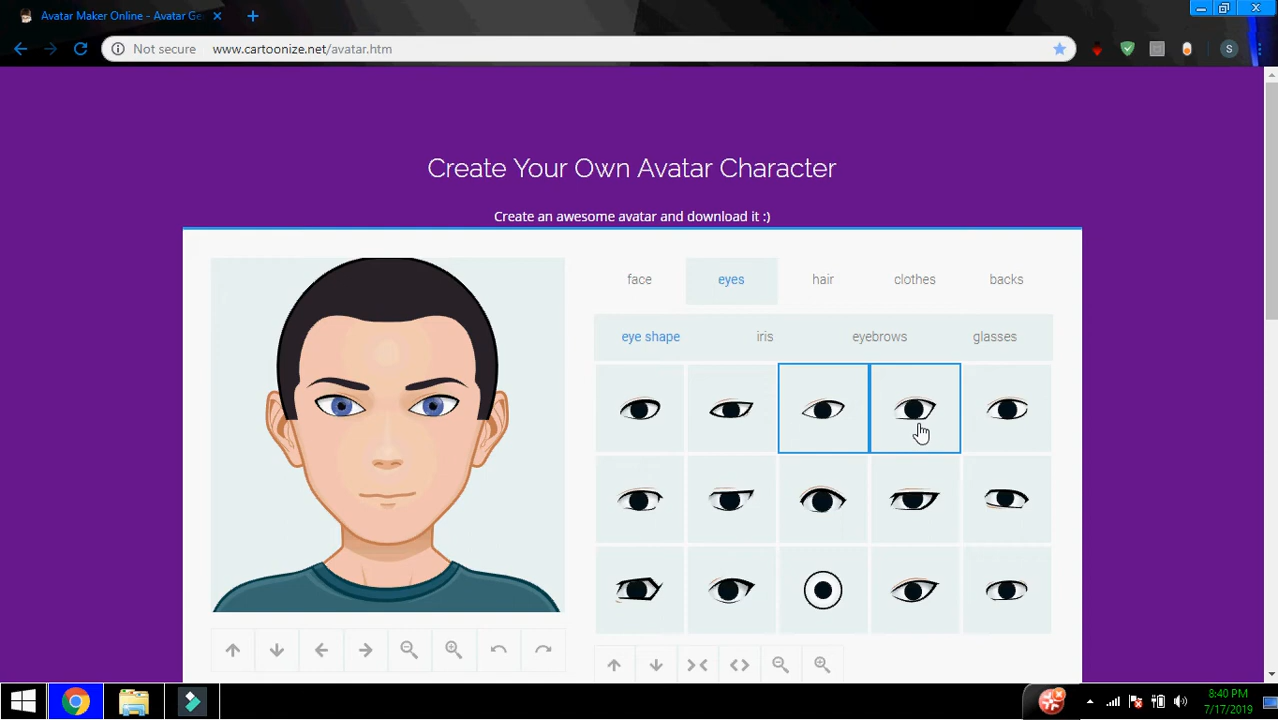 Avatar Maker Online - Avatar Ge
Not secure
www.cartoonize.net/avatar.htm
S
Create Your Own Avatar Character
Create an awesome avatar and download it :)
face
eyes
hair
clothes
backs
eye shape
iris
eyebrows
glasses
8:40 PM
7/17/2019